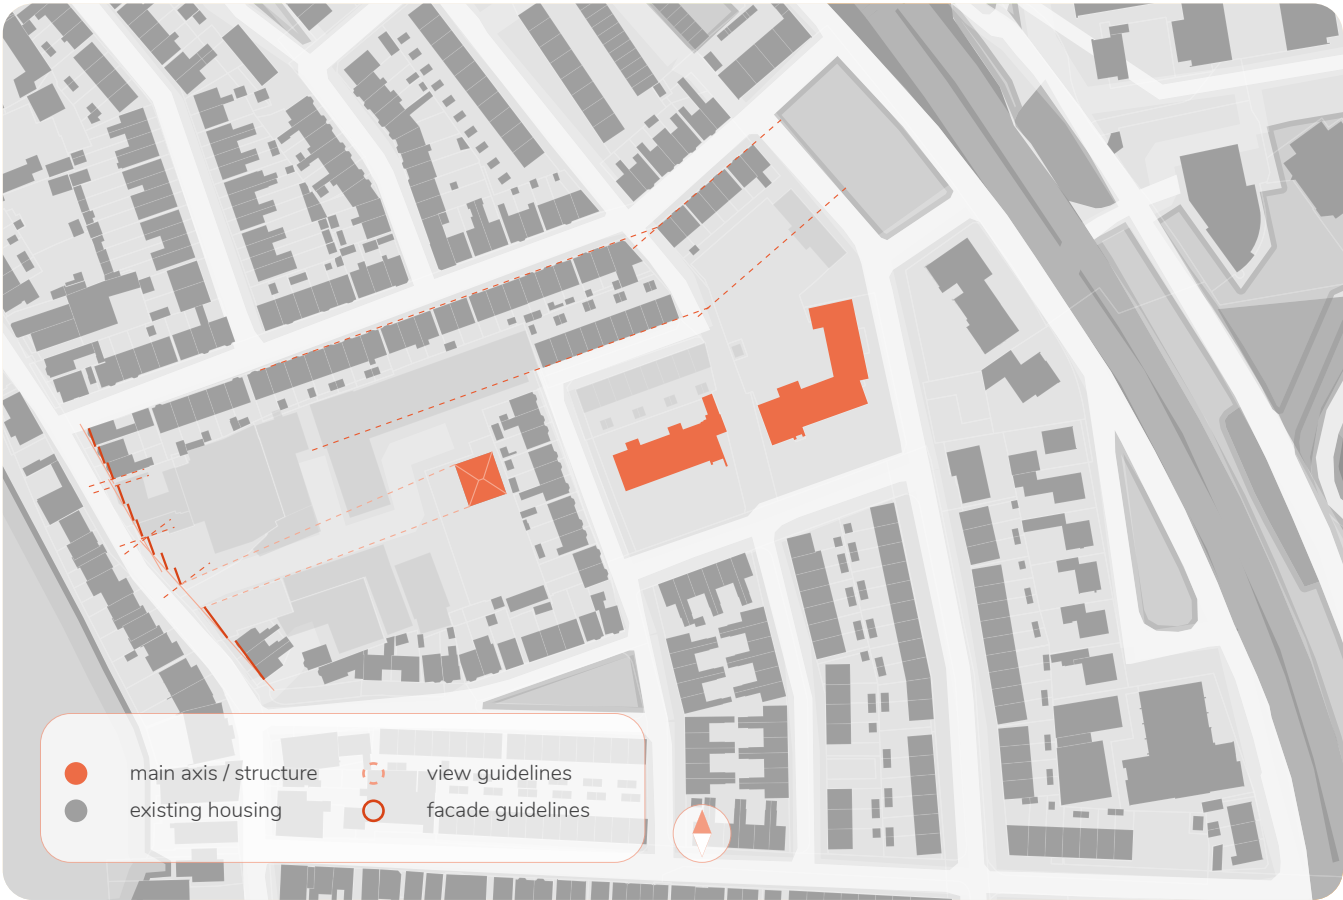 main axis / structure
view guidelines
existing housing
facade guidelines